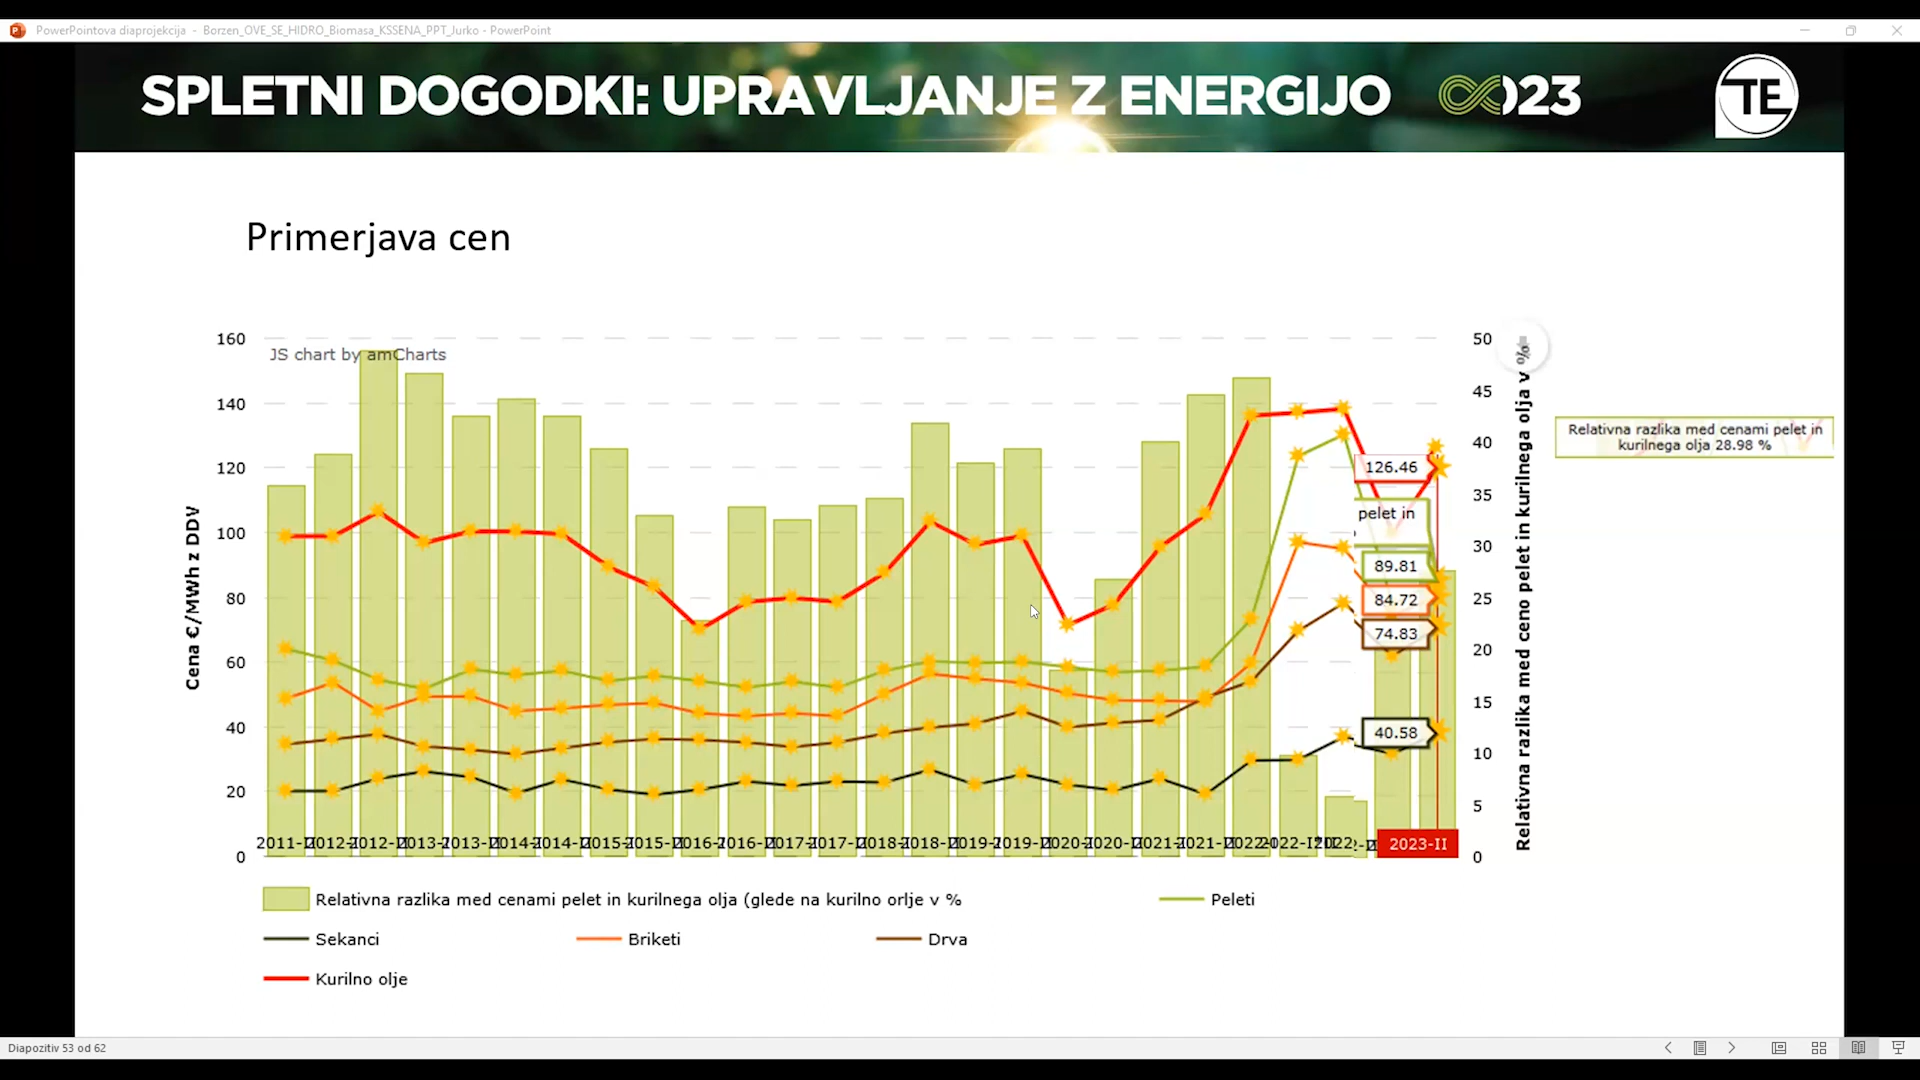 PowerPointova diaprojekcija - Borzen_OVE_SE_HIDRO_Biomasa_KSSENA_PPT_Jurko - PowerPoint
SPLETNI DOGODKI: UPRAVLJANJE Z ENERGIJO
23
TE
Primerjava cen
JS chart by amCharts
160
140
120
100
80
60
40
20
0
Cena €/MWh z DDV
50
45
40
35
30
25
20
15
10
5
0
Relativna razlika med ceno pelet in kurilnega olja v %
Relativna razlika med cenami pelet in
kurilnega olja 28.98 %
126.46
pelet in
89.81
84.72
74.83
40.58
2023-II
Relativna razlika med cenami pelet in kurilnega olja (glede na kurilno orlje v %
Peleti
Sekanci
Briketi
Drva
Kurilno olje
Diapozitiv 53 od 62